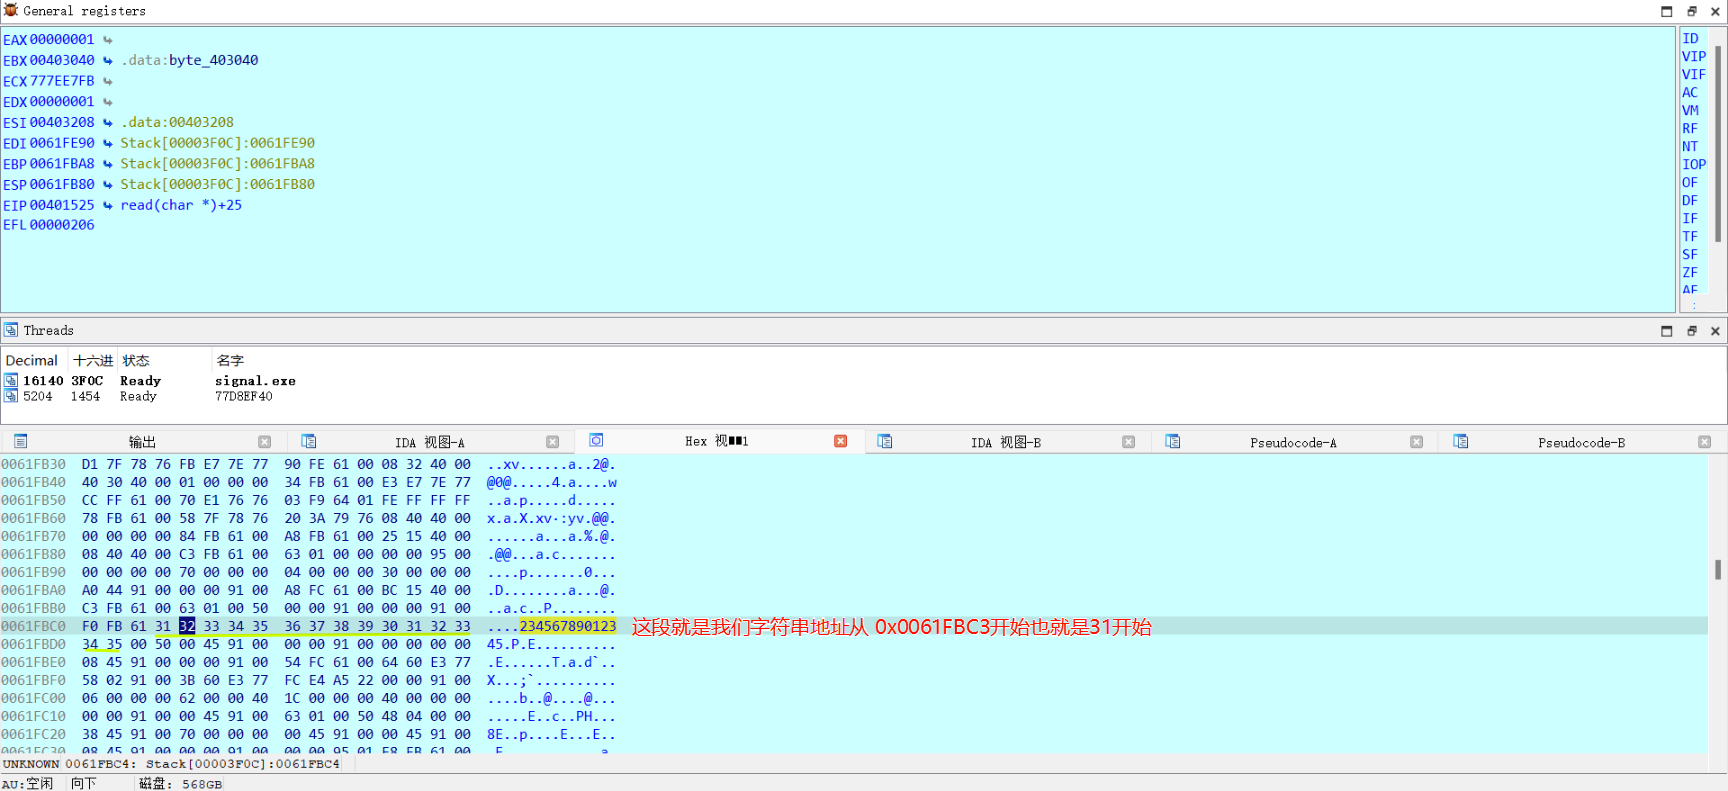 General registers
EAX 00000001
EBX 00403040 .data:byte_403040
ECX 777EE7FB
EDX 00000001
ESI 00403208 .data:00403208
EDI 0061FE90 Stack[00003F0C]:0061FE90
EBP 0061FBA8 Stack[00003F0C]:0061FBA8
ESP 0061FB80 Stack[00003F0C]:0061FB80
EIP 00401525 read(char *)+25
EFL 00000206
ID
VIP
VIF
AC
VM
RF
NT
IOP
OF
DF
IF
TF
SF
ZF
AF
Threads
Decimal 十六进 状态 名字
16140 3F0C Ready signal.exe
5204 1454 Ready 77D8EF40
输出 IDA 视图-A Hex 视■■1 IDA 视图-B Pseudocode-A Pseudocode-B
0061FB30 D1 7F 78 76 FB E7 7E 77 90 FE 61 00 08 32 40 00 ..xv......a..2@.
0061FB40 40 30 40 00 01 00 00 00 34 FB 61 00 E3 E7 7E 77 @0@.....4.a....w
0061FB50 CC FF 61 00 70 E1 76 76 03 F9 64 01 FE FF FF FF ..a.p.....d.....
0061FB60 78 FB 61 00 58 7F 78 76 20 3A 79 76 08 40 40 00 x.a.X.xv·:yv.@@.
0061FB70 00 00 00 00 84 FB 61 00 A8 FB 61 00 25 15 40 00 ......a...a.%.@.
0061FB80 08 40 40 00 C3 FB 61 00 63 01 00 00 00 00 95 00 .@@...a.c.......
0061FB90 00 00 00 00 70 00 00 00 04 00 00 00 30 00 00 00 ....p.......0...
0061FBA0 A0 44 91 00 00 00 91 00 A8 FC 61 00 BC 15 40 00 .D........a...@.
0061FBB0 C3 FB 61 00 63 01 00 50 00 00 91 00 00 00 91 00 ..a.c..P........
0061FBC0 F0 FB 61 31 32 33 34 35 36 37 38 39 30 31 32 33 ....234567890123 这段就是我们字符串地址从 0x0061FBC3开始也就是31开始
0061FBD0 34 35 00 50 00 45 91 00 00 00 91 00 00 00 91 00 45.P.E..........
0061FBE0 08 45 91 00 00 00 91 00 54 FC 61 00 64 60 E3 77 .E......T.a.d`..
0061FBF0 58 02 91 00 3B 60 E3 77 FC E4 A5 22 00 00 91 00 X...;`..........
0061FC00 06 00 00 00 62 00 00 40 1C 00 00 00 40 00 00 00 ....b..@....@...
0061FC10 00 00 91 00 00 45 91 00 63 01 00 50 48 04 00 00 .....E..c..PH...
0061FC20 38 45 91 00 70 00 00 00 00 45 91 00 00 45 91 00 8E..p....E...E..
0061FC30 08 45 91 00 00 00 91 00 00 00 95 01 F8 FB 61 00
UNKNOWN 0061FBC4: Stack[00003F0C]:0061FBC4
AU:空闲 向下 磁盘: 568GB